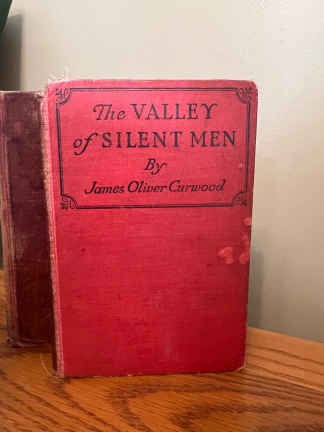 The VALLEY
of SILENT MEN
By
James Oliver Curwood